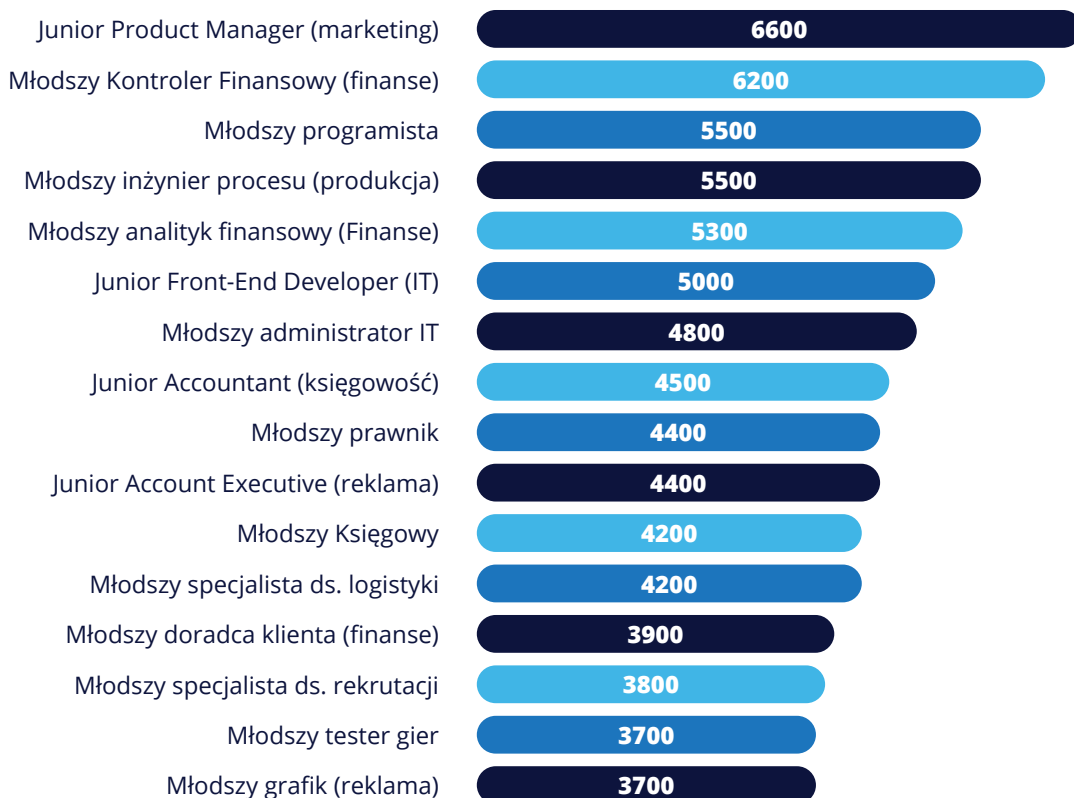 Junior Product Manager (marketing) 6600
Młodszy Kontroler Finansowy (finanse) 6200
Młodszy programista 5500
Młodszy inżynier procesu (produkcja) 5500
Młodszy analityk finansowy (Finanse) 5300
Junior Front-End Developer (IT) 5000
Młodszy administrator IT 4800
Junior Accountant (księgowość) 4500
Młodszy prawnik 4400
Junior Account Executive (reklama) 4400
Młodszy Księgowy 4200
Młodszy specjalista ds. logistyki 4200
Młodszy doradca klienta (finanse) 3900
Młodszy specjalista ds. rekrutacji 3800
Młodszy tester gier 3700
Młodszy grafik (reklama) 3700